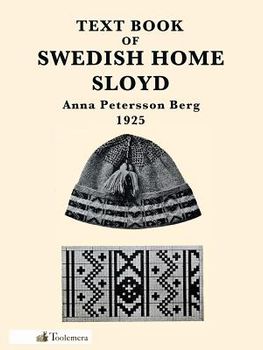 TEXT BOOK
OF
SWEDISH HOME
SLOYD
Anna Petersson Berg
1925
Toolemera